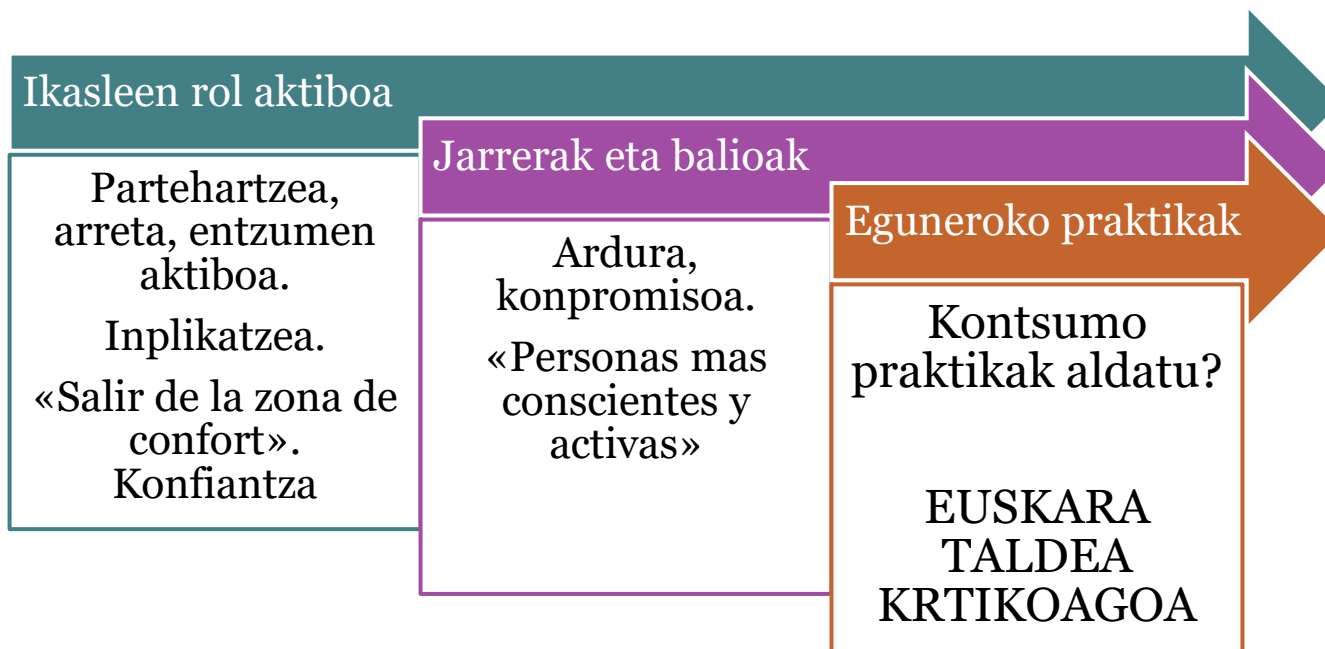 Ikasleen rol aktiboa
Partehartzea,
arreta, entzumen
aktiboa.
Inplikatzea.
«Salir de la zona de
confort».
Konfiantza
Jarrerak eta balioak
Ardura,
konpromisoa.
«Personas mas
conscientes y
activas»
Eguneroko praktikak
Kontsumo
praktikak aldatu?
EUSKARA
TALDEA
KRTIKOAGOA